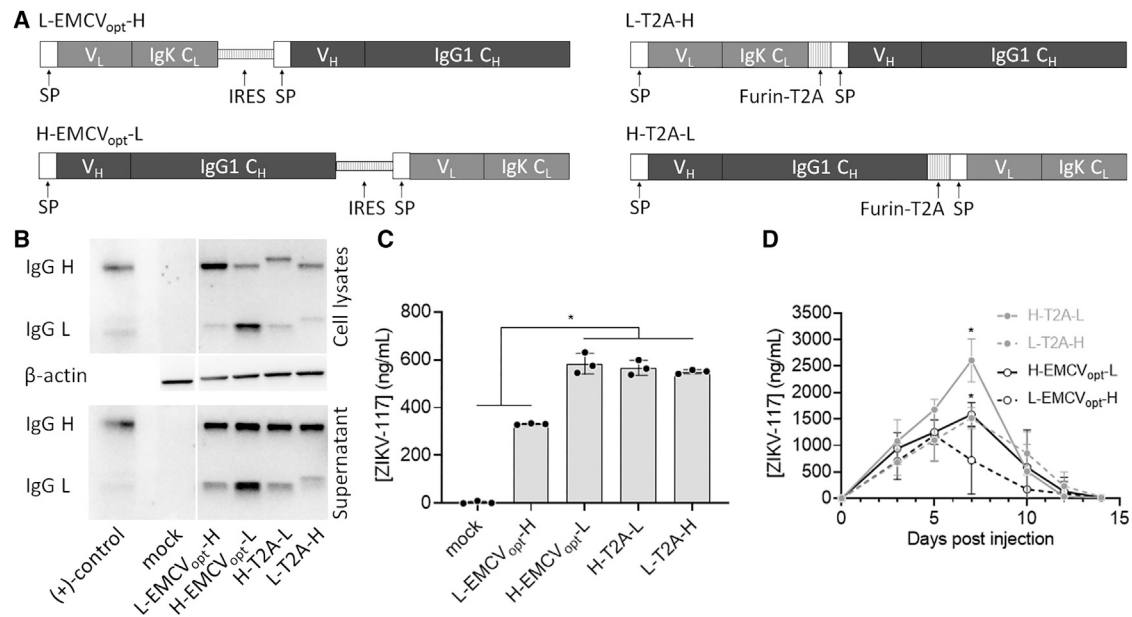 A
L-EMCVopt-H
VL
IgK CL
VH
IgG1 CH
SP
IRES
SP
L-T2A-H
VL
IgK CL
VH
IgG1 CH
SP
Furin-T2A
SP
H-EMCVopt-L
VH
IgG1 CH
VL
IgK CL
SP
IRES
SP
H-T2A-L
VH
IgG1 CH
VL
IgK CL
SP
Furin-T2A
SP
B
IgG H
IgG L
Cell lysates
β-actin
IgG H
IgG L
Supernatant
(+)-control
mock
L-EMCVopt-H
H-EMCVopt-L
H-T2A-L
L-T2A-H
C
[ZIKV-117] (ng/mL)
800
600
400
200
0
*
mock
L-EMCVopt-H
H-EMCVopt-L
H-T2A-L
L-T2A-H
D
[ZIKV-117] (ng/mL)
3500
3000
2500
2000
1500
1000
500
0
*
*
H-T2A-L
L-T2A-H
H-EMCVopt-L
L-EMCVopt-H
0
5
10
15
Days post injection